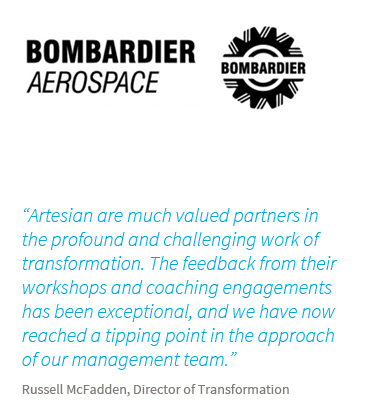 BOMBARDIER
AEROSPACE
BOMBARDIER
“Artesian are much valued partners in
the profound and challenging work of
transformation. The feedback from their
workshops and coaching engagements
has been exceptional, and we have now
reached a tipping point in the approach
of our management team.”
Russell McFadden, Director of Transformation